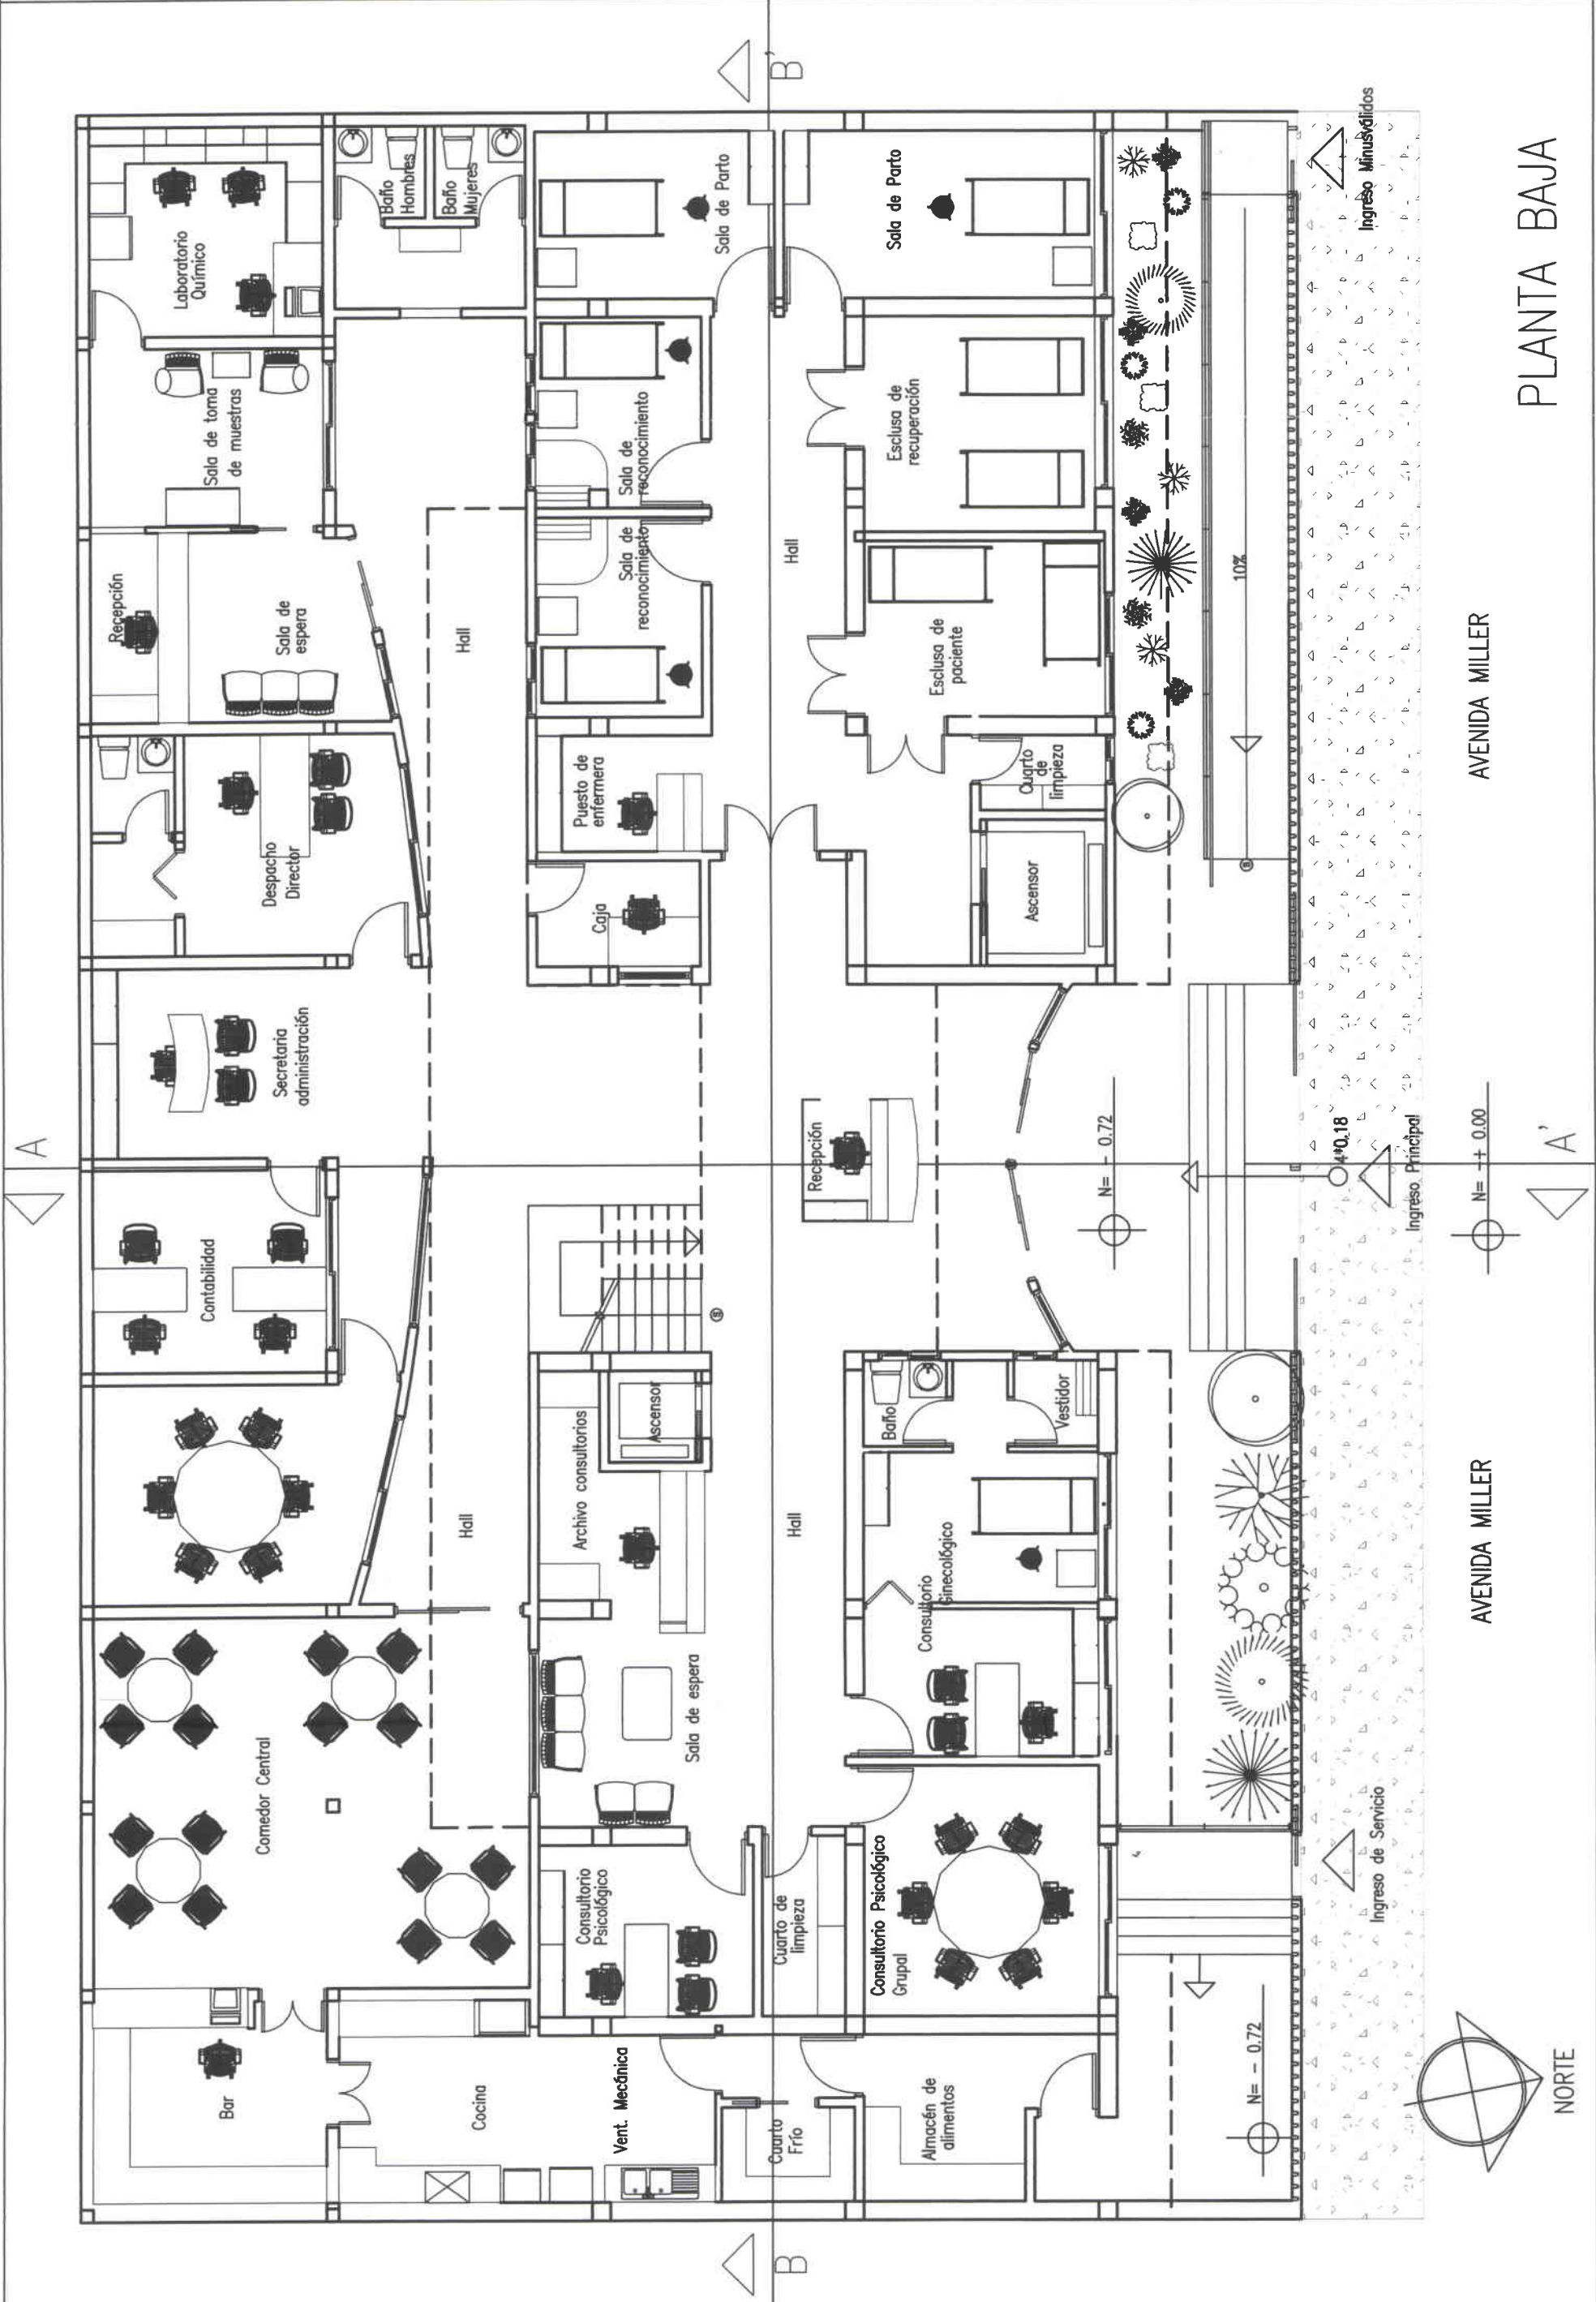 A
Bar
Comedor Central
Contabilidad
Secretaria
administración
Despacho
Director
Recepción
Sala de
espera
Sala de toma
de muestras
Laboratorio
Químico
Baño
Hombres
Baño
Mujeres
Cocina
Hall
Hall
Vent. Mecánica
Consultorio
Psicológico
Sala de espera
Archivo consultorios
Ascensor
S
Caja
Puesto de
enfermera
Sala de
reconocimiento
Sala de
reconocimiento
Sala de Parto
B
Hall
Hall
B'
Cuarto
Frío
Cuarto de
limpieza
Recepción
Almacén de
alimentos
Consultorio Psicológico
Grupal
Consultorio
Ginecológico
Baño
Vestidor
Ascensor
Cuarto
de
limpieza
Esclusa de
paciente
Esclusa de
recuperación
Sala de Parto
N= - 0.72
N= - 0.72
S
10%
4*0.18
Ingreso de Servicio
Ingreso Principal
Ingreso Minusválidos
N= -+ 0.00
AVENIDA MILLER
AVENIDA MILLER
NORTE
A'
PLANTA BAJA